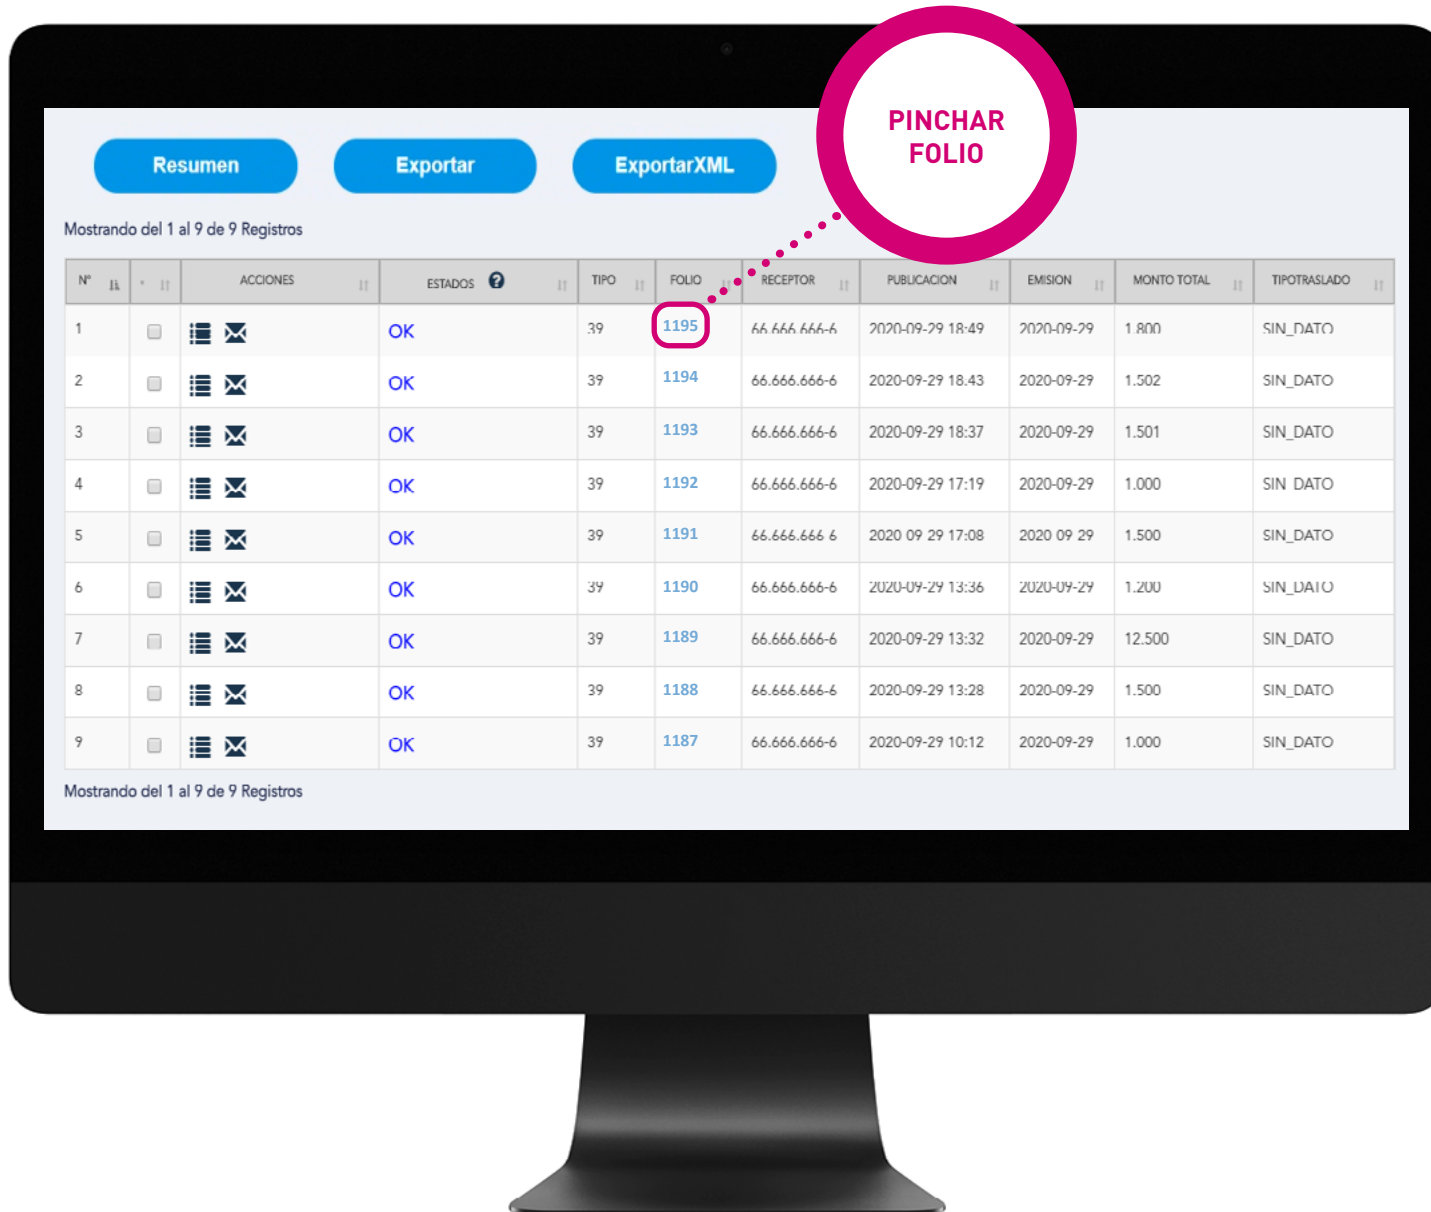 PINCHAR
FOLIO
Resumen Exportar ExportarXML
Mostrando del 1 al 9 de 9 Registros
N° ACCIONES ESTADOS ? TIPO FOLIO RECEPTOR PUBLICACION EMISION MONTO TOTAL TIPOTRASLADO
1 OK 39 1195 66.666.666-6 2020-09-29 18:49 2020-09-29 1.800 SIN_DATO
2 OK 39 1194 66.666.666-6 2020-09-29 18.43 2020-09-29 1.502 SIN_DATO
3 OK 39 1193 66.666.666-6 2020-09-29 18:37 2020-09-29 1.501 SIN_DATO
4 OK 39 1192 66.666.666-6 2020-09-29 17:19 2020-09-29 1.000 SIN DATO
5 OK 39 1191 66.666.666 6 2020 09 29 17:08 2020 09 29 1.500 SIN_DATO
6 OK 39 1190 66.666.666-6 2020-09-29 13:36 2020-09-29 1.200 SIN_DATO
7 OK 39 1189 66.666.666-6 2020-09-29 13:32 2020-09-29 12.500 SIN_DATO
8 OK 39 1188 66.666.666-6 2020-09-29 13:28 2020-09-29 1.500 SIN_DATO
9 OK 39 1187 66.666.666-6 2020-09-29 10:12 2020-09-29 1.000 SIN_DATO
Mostrando del 1 al 9 de 9 Registros